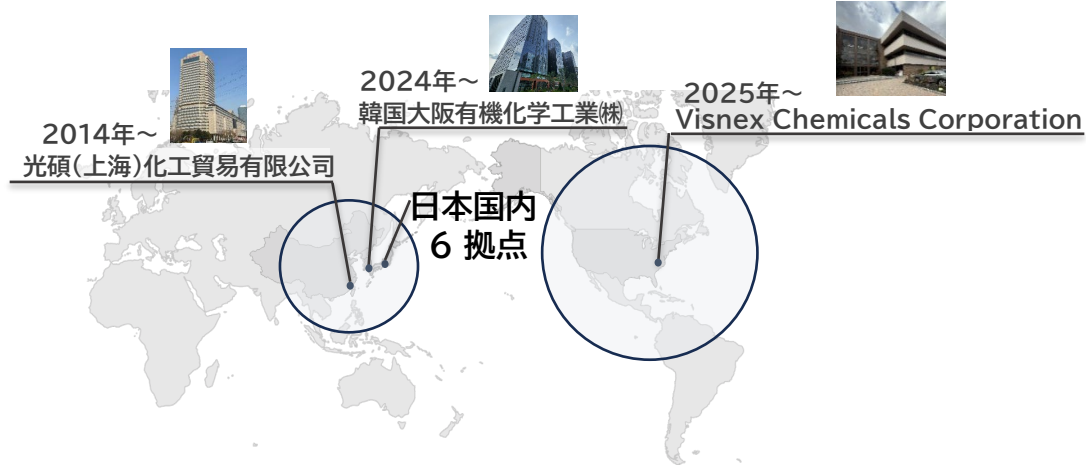 2014年～
光碩(上海)化工貿易有限公司
2024年～
韓国大阪有機化学工業㈱
2025年～
Visnex Chemicals Corporation
日本国内
6 拠点